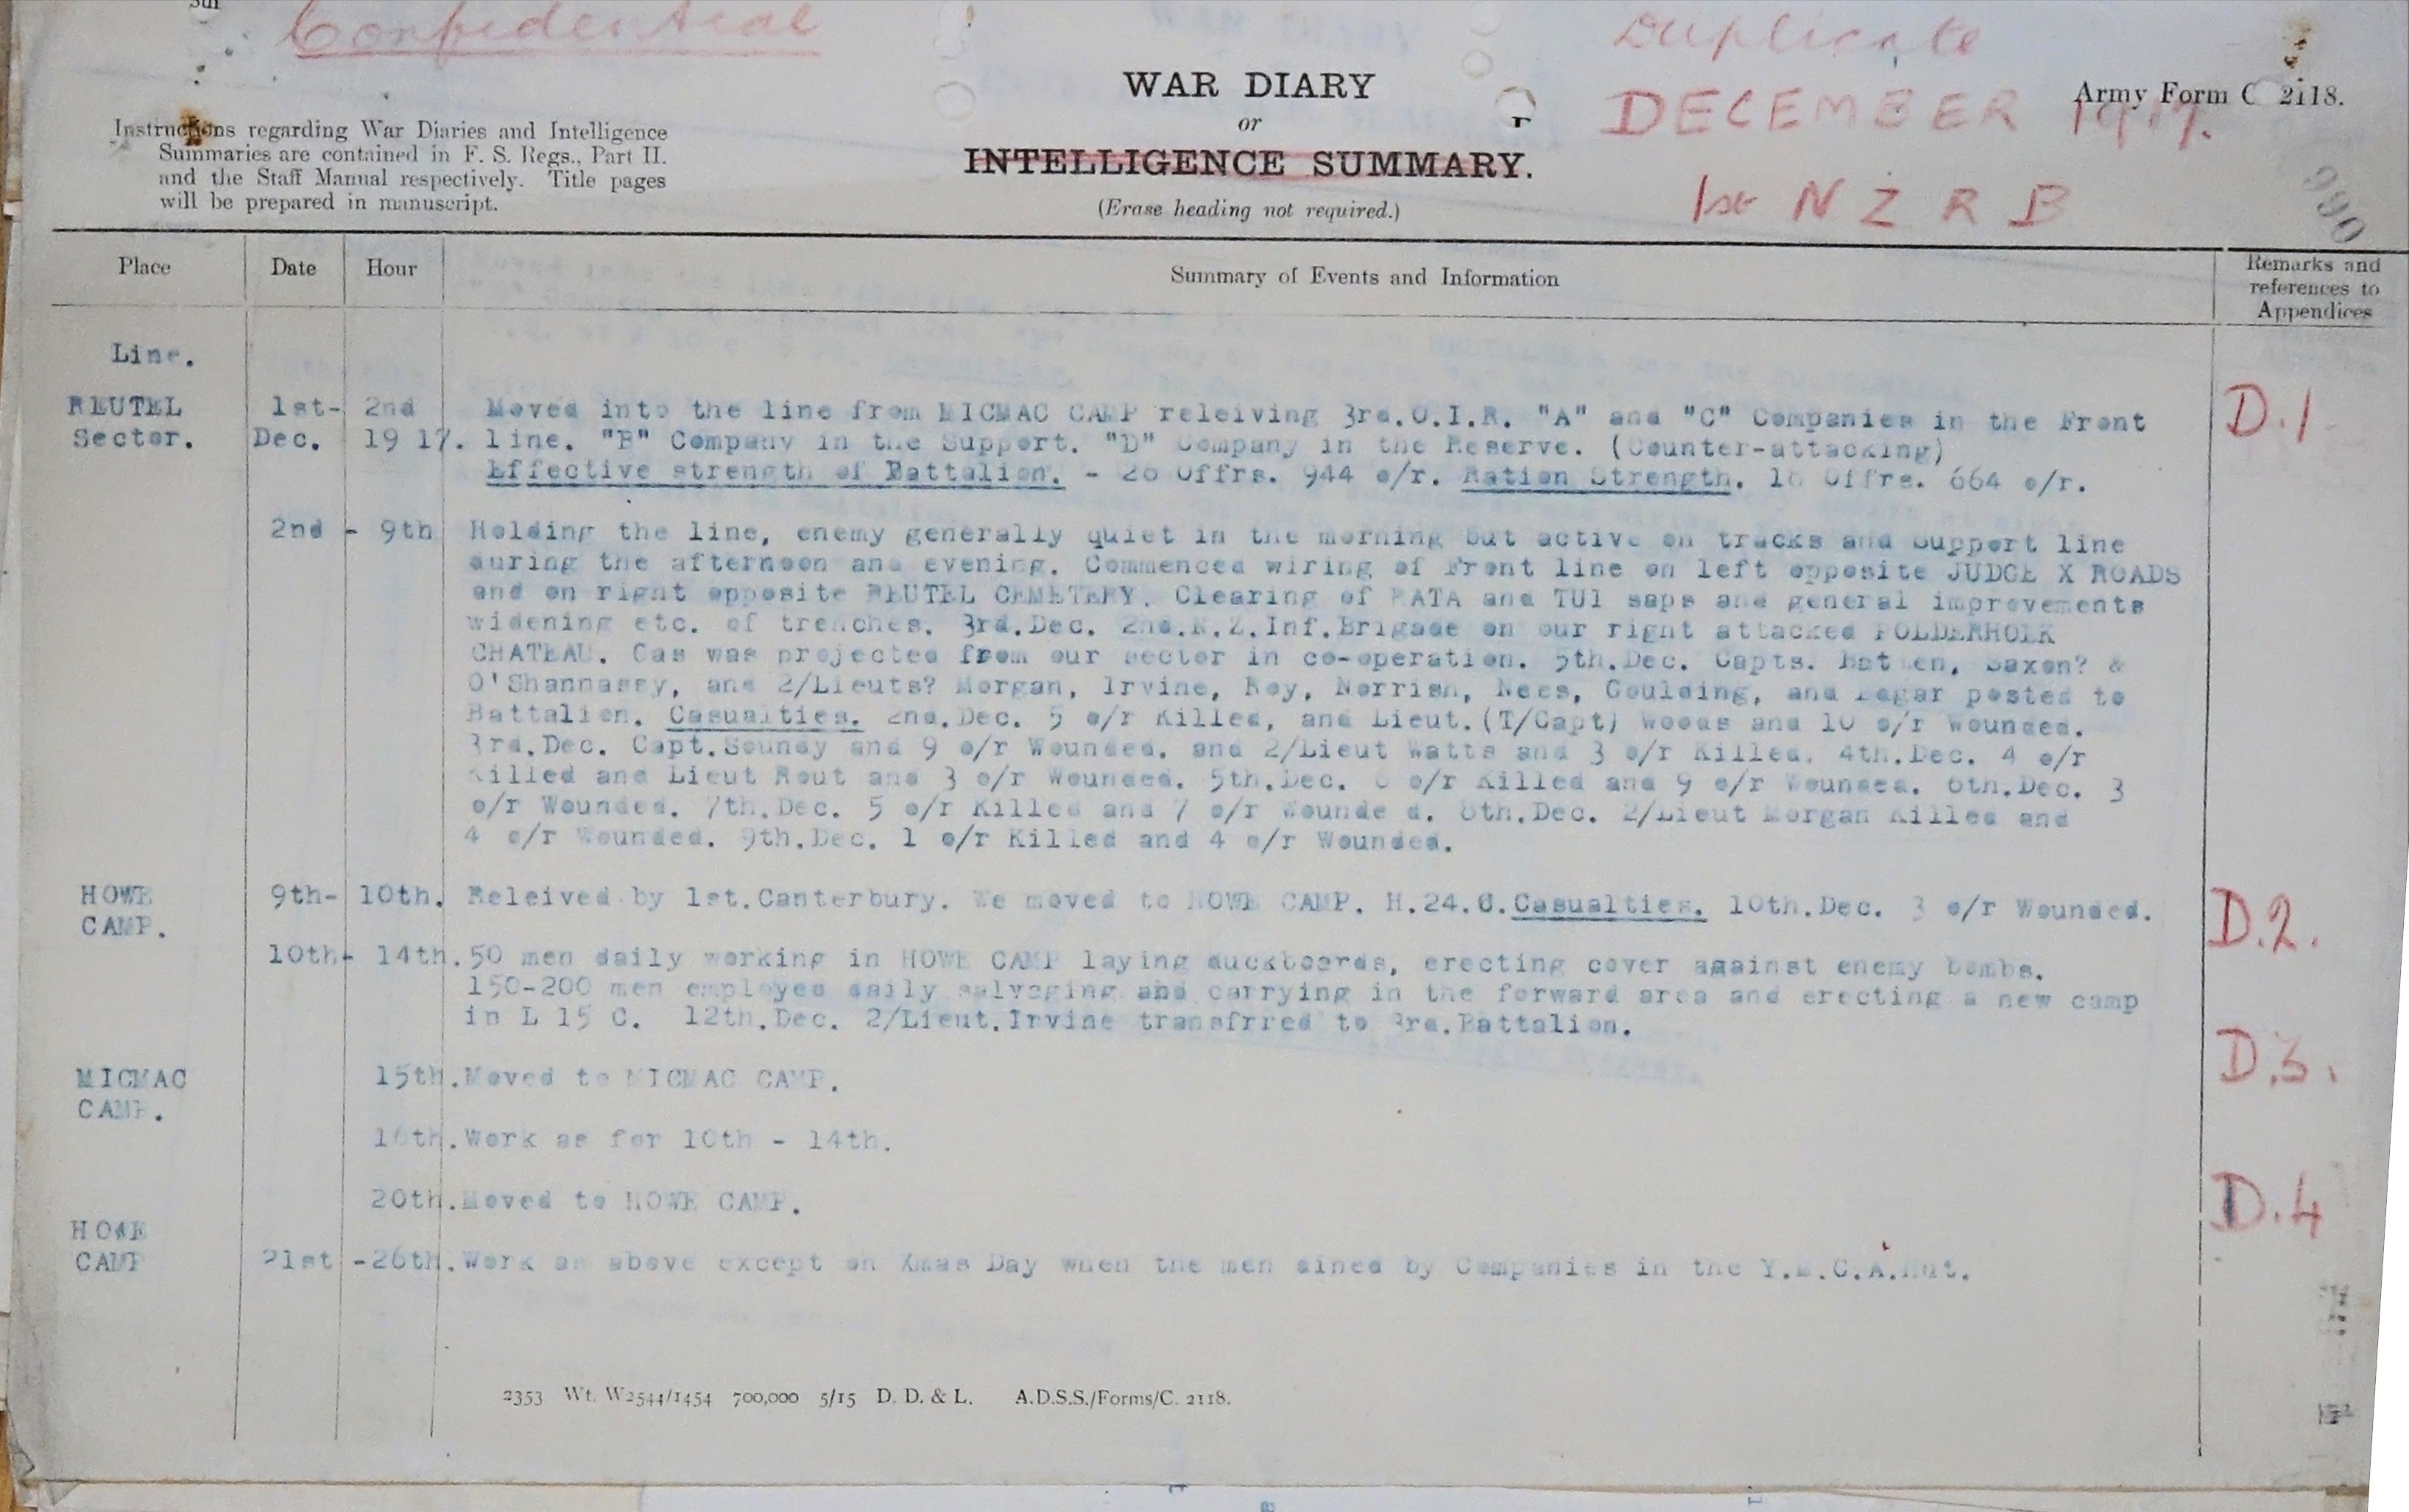 Confidential
Duplicate
WAR DIARY
or
INTELLIGENCE SUMMARY.
(Erase heading not required.)
DECEMBER 1917.
Army Form C 2118.
1st N Z R B
Instructions regarding War Diaries and Intelligence
Summaries are contained in F. S. Regs., Part II.
and the Staff Manual respectively. Title pages
will be prepared in manuscript.
Place Date Hour Summary of Events and Information Remarks and
references to
Appendices
Line.
REUTEL 1st- 2nd Moved into the line from MICMAC CAMP releiving 3rd.O.I.R. "A" and "C" Companies in the Front D.1
Sector. Dec. 19 17. line. "B" Company in the Support. "D" Company in the Reserve. (Counter-attacking)
Effective strength of Battalion. - Offrs. 944 o/r. Ration Strength. Offrs. 664 o/r.
2nd - 9th Holding the line, enemy generally quiet in the morning but active on tracks and Support line
during the afternoon and evening. Commenced wiring of Front line on left opposite JUDGE X ROADS
and on right opposite REUTEL CEMETERY. Clearing of and TUI saps and general improvements
widening etc. of trenches. 3rd.Dec. 2nd.N.Z.Inf.Brigade on our right attacked POLDERHOEK
CHATEAU. Gas was projected from our sector in co-operation. 5th.Dec. Capts. Batten, Saxon? &
O'Shannassy, and 2/Lieuts? Morgan, Irvine, Roy, Norrish, Nees, Goulding, and posted to
Battalion. Casualties. 2nd.Dec. 5 o/r Killed, and Lieut.(T/Capt) Woods and 10 o/r Wounded.
3rd.Dec. Capt.Soundy and 9 o/r Wounded. and 2/Lieut Watts and 3 o/r Killed. 4th.Dec. 4 o/r
Killed and Lieut Rout and 3 o/r Wounded. 5th.Dec. o/r Killed and 9 o/r Wounded. 6th.Dec. 3
o/r Wounded. 7th.Dec. 5 o/r Killed and 7 o/r Wounde d. 8th.Dec. 2/Lieut Morgan Killed and
4 o/r Wounded. 9th.Dec. 1 o/r Killed and 4 o/r Wounded.
HOWE 9th- 10th. Releived by 1st.Canterbury. We moved to HOWE CAMP. H.24.C.Casualties. 10th.Dec. 3 o/r Wounded. D.2.
CAMP.
10th- 14th. 50 men daily working in HOWE CAMP laying duckboards, erecting cover against enemy bombs.
150-200 men employed daily salvaging and carrying in the forward area and erecting a new camp
in L 15 C. 12th.Dec. 2/Lieut.Irvine transfrred to 3rd.Battalion.
D.3.
MICMAC 15th. Moved to MICMAC CAMP.
CAMP.
16th. Work as for 10th - 14th.
20th. Moved to HOWE CAMP. D.4
HOWE
CAMP 21st -26th. Work as above except on Xmas Day when the men dined by Companies in the Y.M.C.A.Hut.
2353 Wt. W2544/1454 700,000 5/15 D. D. & L. A.D.S.S./Forms/C. 2118.